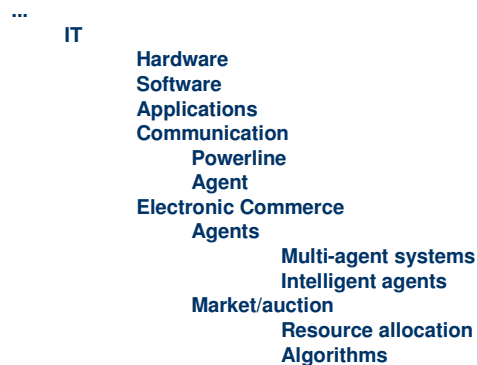 ...
IT
Hardware
Software
Applications
Communication
Powerline
Agent
Electronic Commerce
Agents
Multi-agent systems
Intelligent agents
Market/auction
Resource allocation
Algorithms